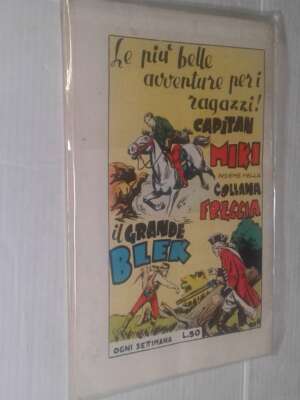 Le più belle
avventure per i
ragazzi!
CAPITAN
MIKI
INSIEME NELLA
COLLANA
FRECCIA
il GRANDE
BLEK
OGNI SETTIMANA L.50